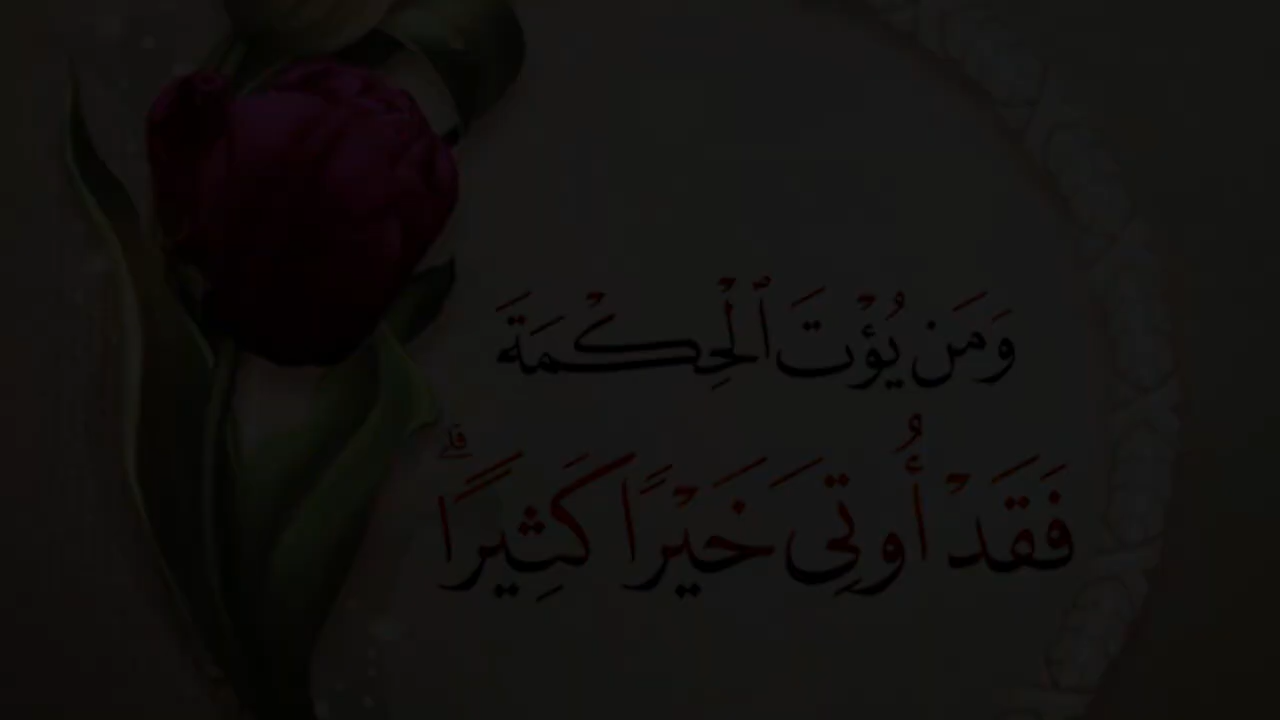 وَمَن يُؤْتَ ٱلْحِكْمَةَ
فَقَدْ أُوتِىَ خَيْرًا كَثِيرًا ۗ